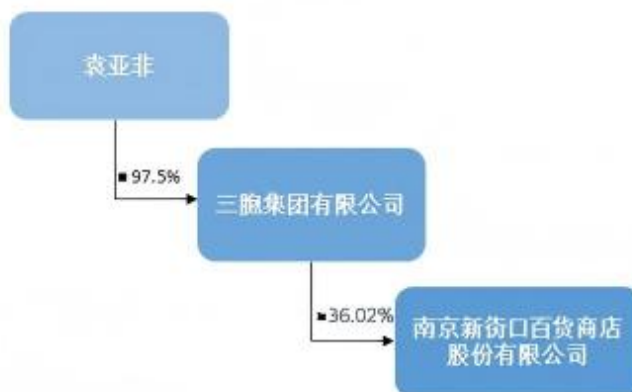 袁亚非
97.5%
三胞集团有限公司
36.02%
南京新街口百货商店
股份有限公司